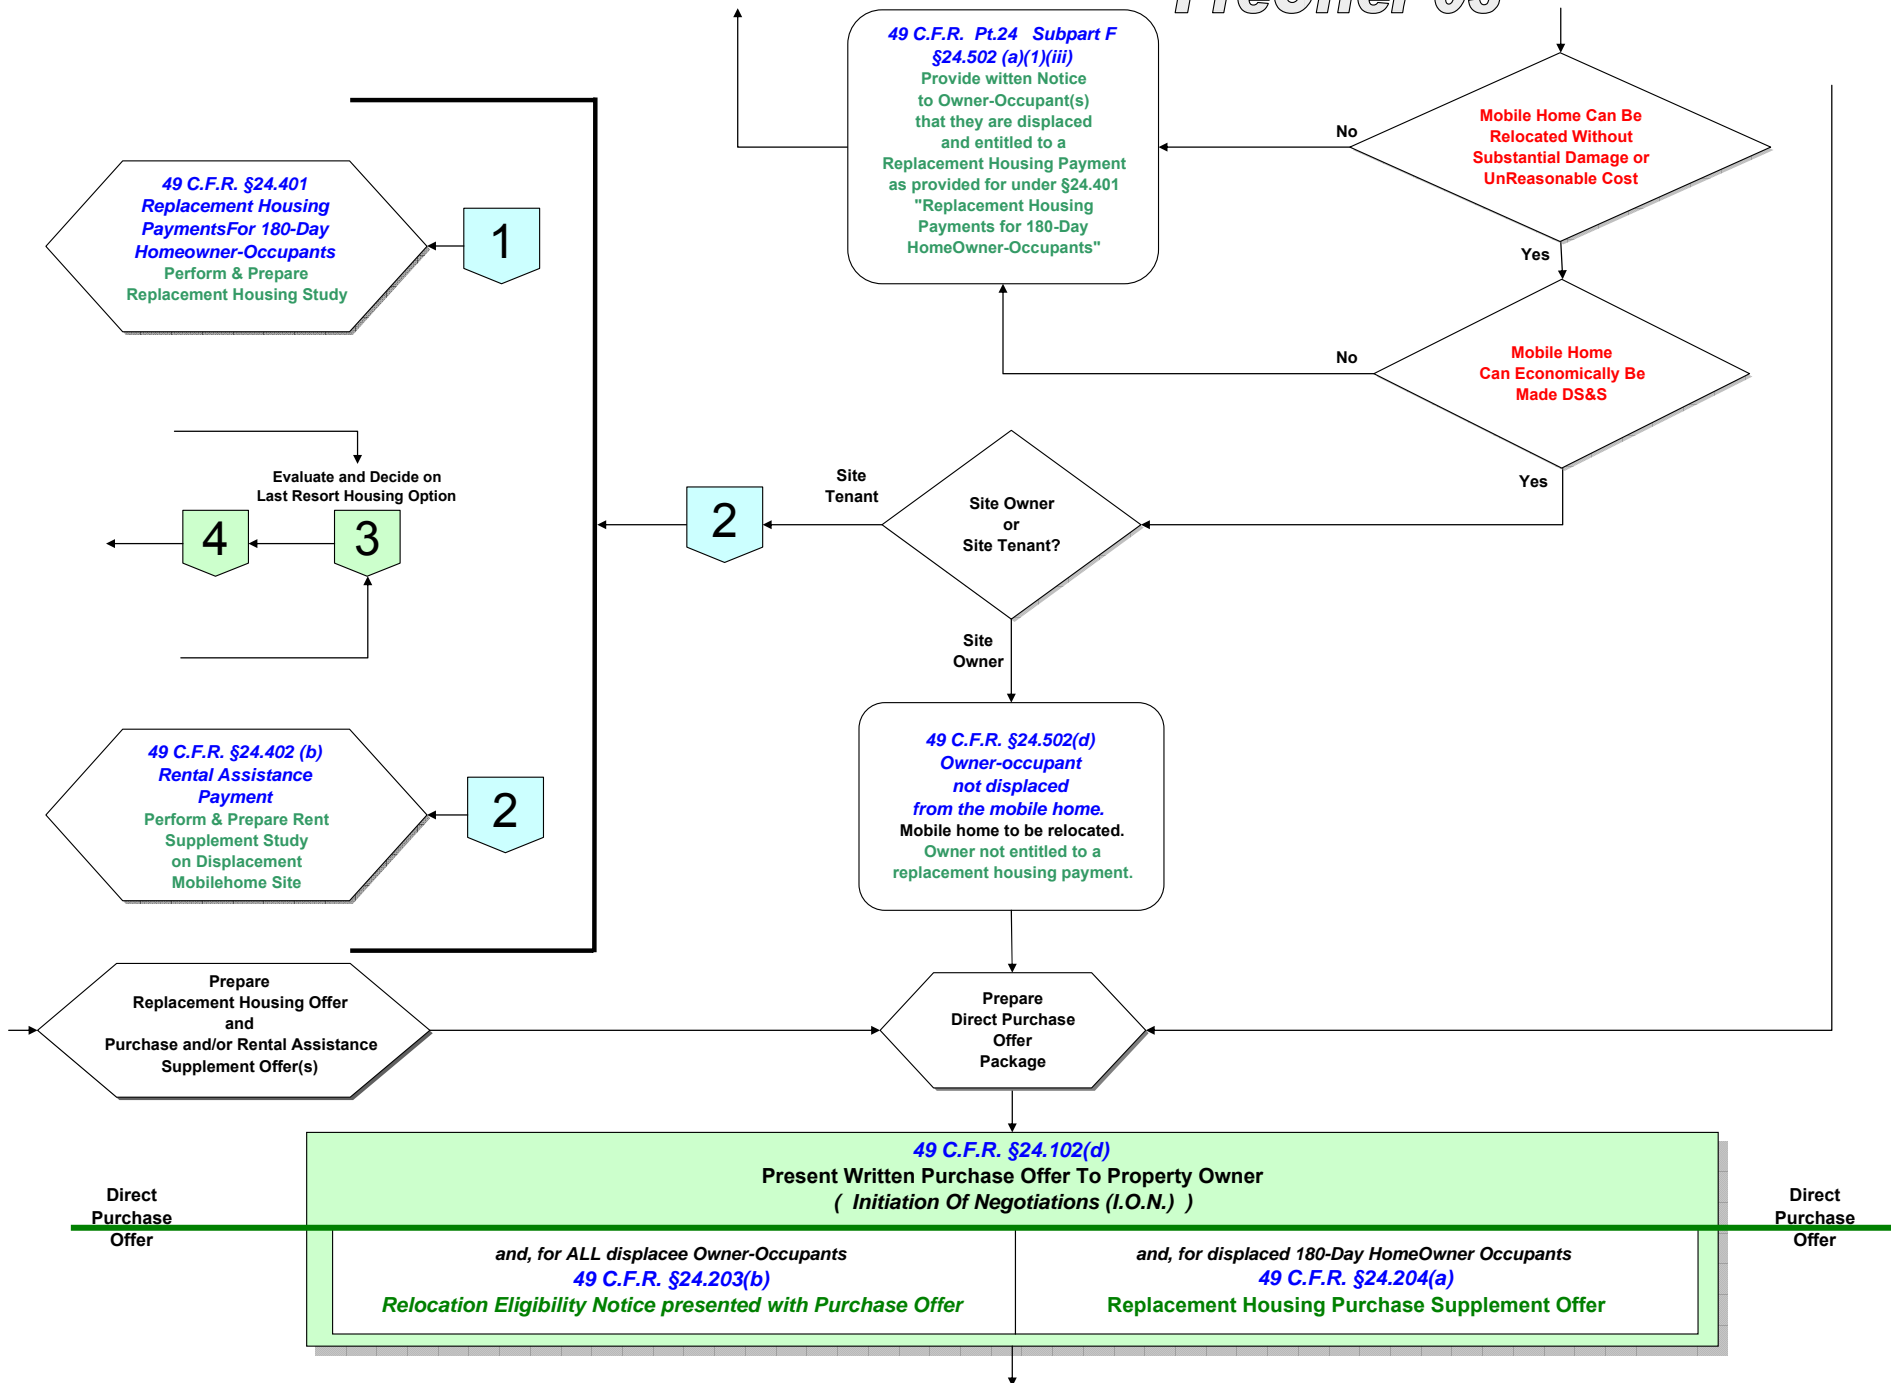 PreOffer 03
49 C.F.R.  Pt.24   Subpart F
§24.502 (a)(1)(iii)
Provide witten Notice
to Owner-Occupant(s)
that they are displaced
and entitled to a
Replacement Housing Payment
as provided for under §24.401
"Replacement Housing
Payments for 180-Day
HomeOwner-Occupants"
No
Mobile Home Can Be
Relocated Without
Substantial Damage or
UnReasonable Cost
Yes
49 C.F.R. §24.401
Replacement Housing
PaymentsFor 180-Day
Homeowner-Occupants
Perform & Prepare
Replacement Housing Study
1
No
Mobile Home
Can Economically Be
Made DS&S
Yes
Evaluate and Decide on
Last Resort Housing Option
4
3
2
Site
Tenant
Site Owner
or
Site Tenant?
Site
Owner
49 C.F.R. §24.402 (b)
Rental Assistance
Payment
Perform & Prepare Rent
Supplement Study
on Displacement
Mobilehome Site
2
49 C.F.R. §24.502(d)
Owner-occupant
not displaced
from the mobile home.
Mobile home to be relocated.
Owner not entitled to a
replacement housing payment.
Prepare
Replacement Housing Offer
and
Purchase and/or Rental Assistance
Supplement Offer(s)
Prepare
Direct Purchase
Offer
Package
49 C.F.R. §24.102(d)
Present Written Purchase Offer To Property Owner
(  Initiation Of Negotiations (I.O.N.)  )
Direct
Purchase
Offer
Direct
Purchase
Offer
and, for ALL displacee Owner-Occupants
49 C.F.R. §24.203(b)
Relocation Eligibility Notice presented with Purchase Offer
and, for displaced 180-Day HomeOwner Occupants
49 C.F.R. §24.204(a)
Replacement Housing Purchase Supplement Offer